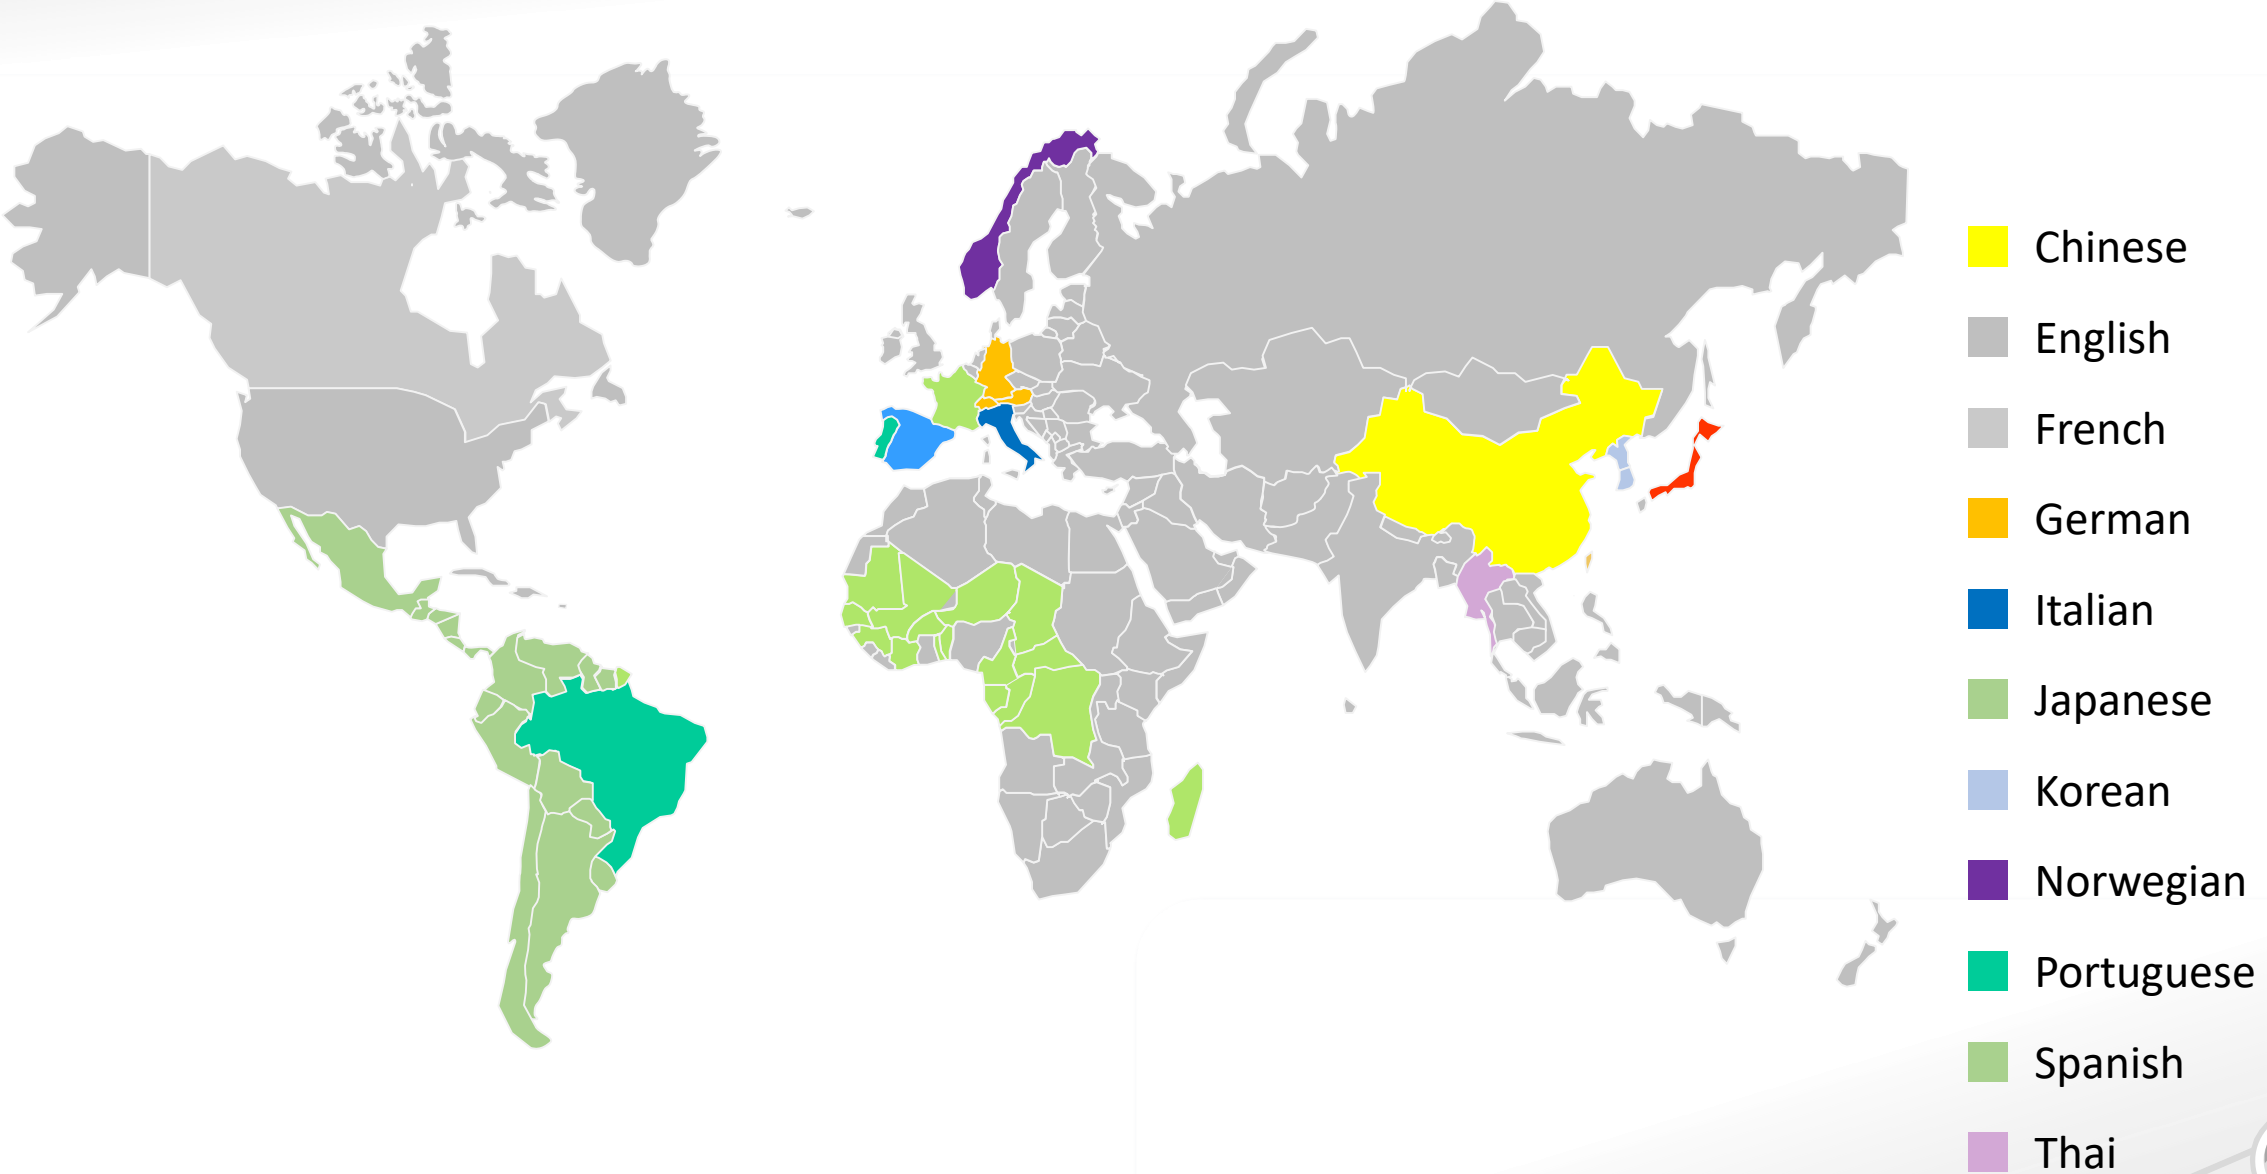 Chinese
English
French
German
Italian
Japanese
Korean
Norwegian
Portuguese
Spanish
Thai